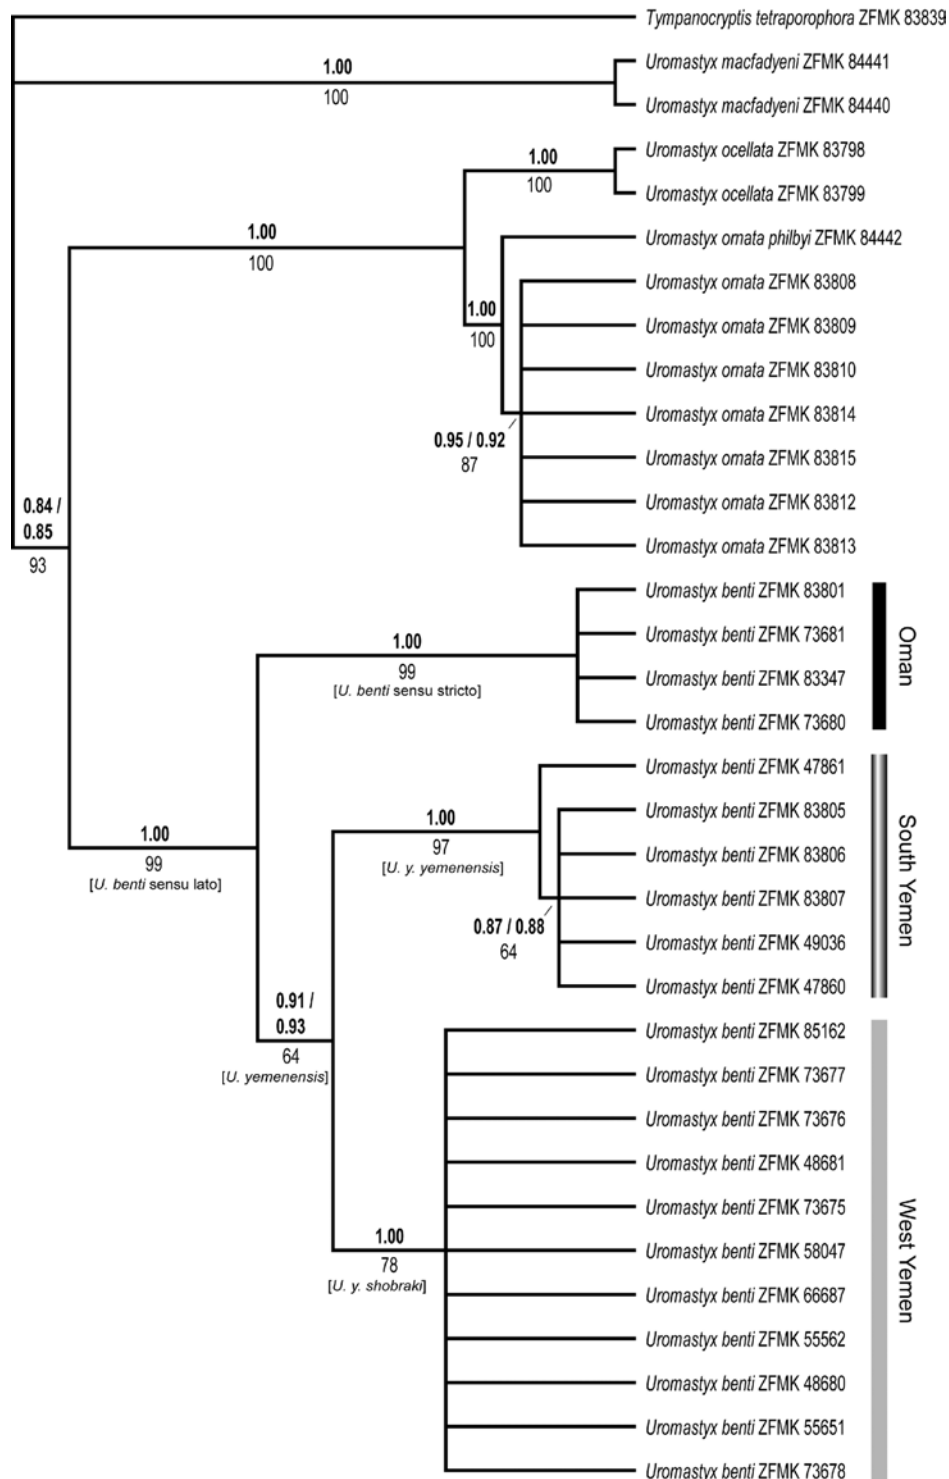 Tympanocryptis tetraporophora ZFMK 83839
1.00
100
Uromastyx macfadyeni ZFMK 84441
Uromastyx macfadyeni ZFMK 84440
1.00
100
Uromastyx ocellata ZFMK 83798
Uromastyx ocellata ZFMK 83799
1.00
100
Uromastyx ornata philbyi ZFMK 84442
1.00
100
Uromastyx ornata ZFMK 83808
Uromastyx ornata ZFMK 83809
Uromastyx ornata ZFMK 83810
Uromastyx ornata ZFMK 83814
0.95 / 0.92
87
Uromastyx ornata ZFMK 83815
Uromastyx ornata ZFMK 83812
Uromastyx ornata ZFMK 83813
0.84 /
0.85
93
Uromastyx benti ZFMK 83801
Uromastyx benti ZFMK 73681
Uromastyx benti ZFMK 83347
Uromastyx benti ZFMK 73680
Oman
1.00
99
[U. benti sensu stricto]
Uromastyx benti ZFMK 47861
Uromastyx benti ZFMK 83805
Uromastyx benti ZFMK 83806
Uromastyx benti ZFMK 83807
Uromastyx benti ZFMK 49036
Uromastyx benti ZFMK 47860
South Yemen
1.00
97
[U. y. yemenensis]
0.87 / 0.88
64
1.00
99
[U. benti sensu lato]
0.91 /
0.93
64
[U. yemenensis]
Uromastyx benti ZFMK 85162
Uromastyx benti ZFMK 73677
Uromastyx benti ZFMK 73676
Uromastyx benti ZFMK 48681
Uromastyx benti ZFMK 73675
Uromastyx benti ZFMK 58047
Uromastyx benti ZFMK 66687
Uromastyx benti ZFMK 55562
Uromastyx benti ZFMK 48680
Uromastyx benti ZFMK 55651
Uromastyx benti ZFMK 73678
West Yemen
1.00
78
[U. y. shobraki]